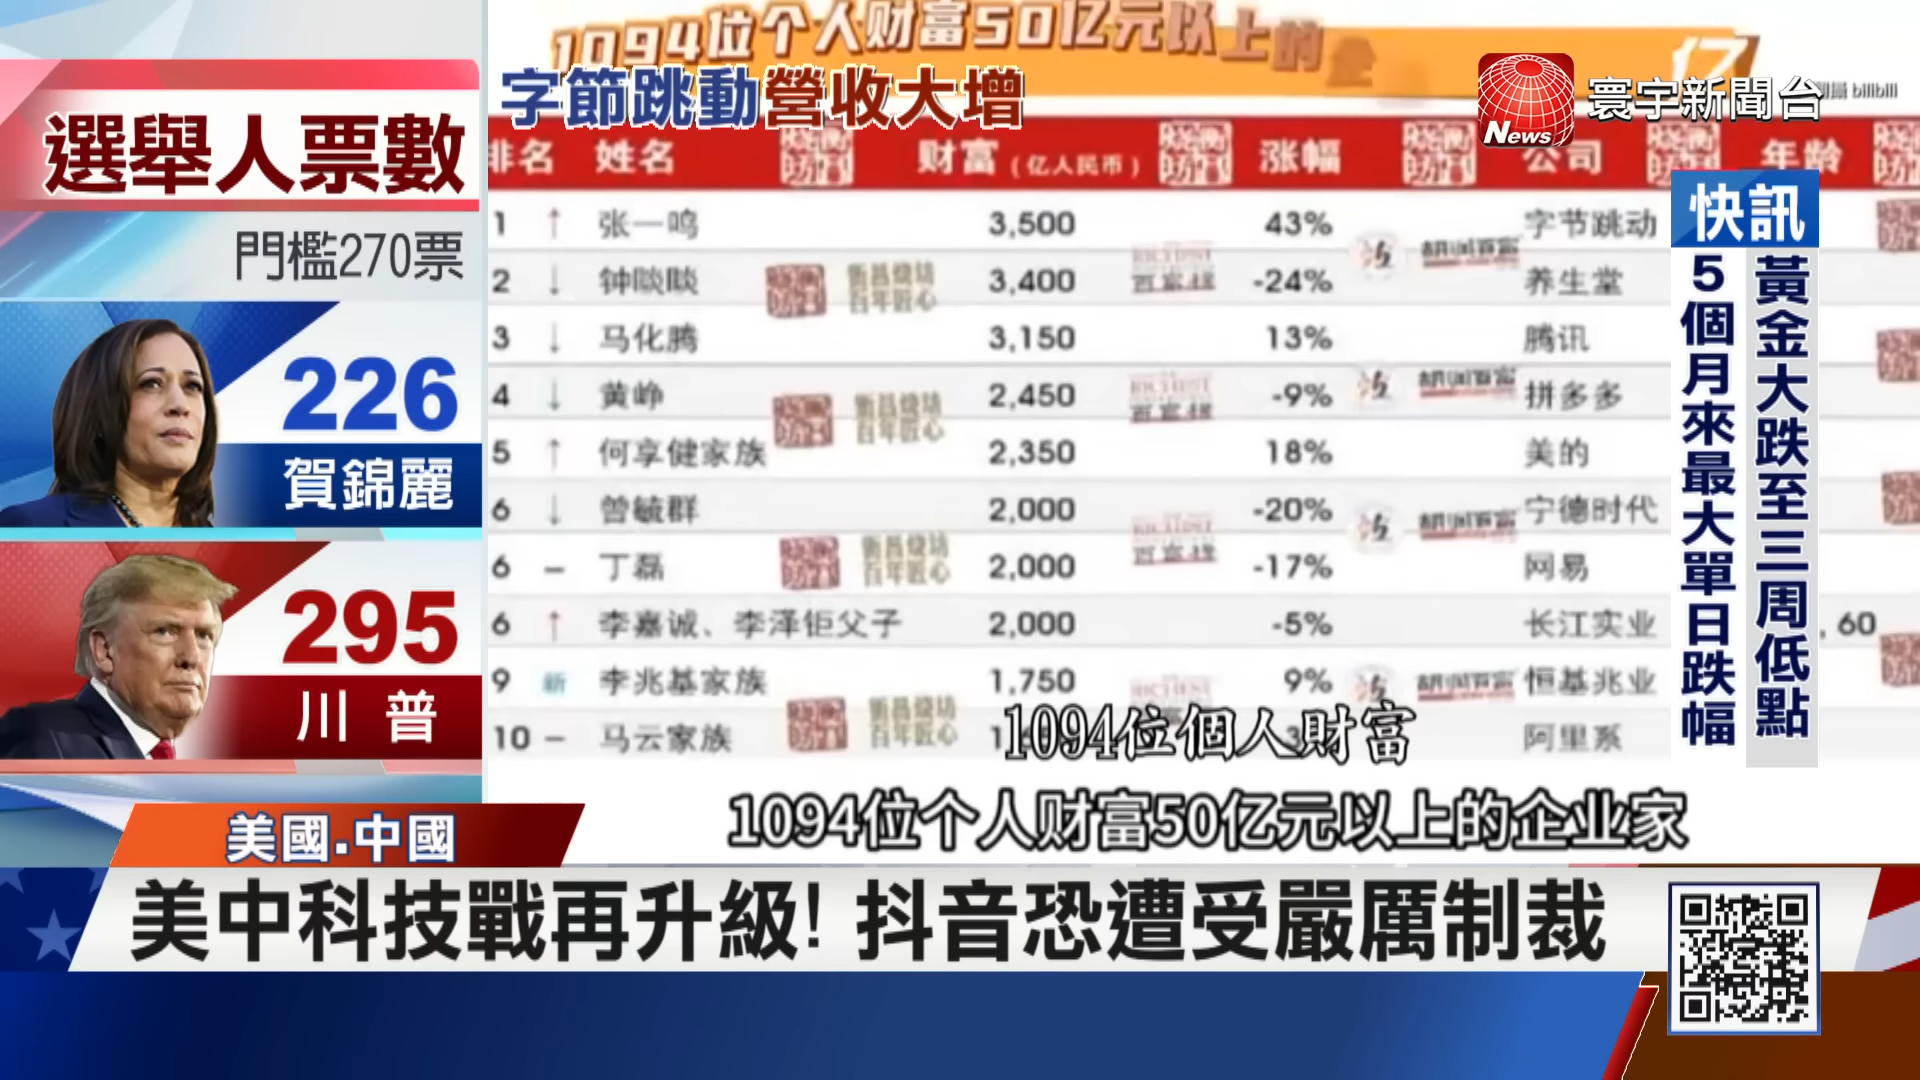 1094位个人财富50亿元以上的企
亿
字節跳動營收大增
News
寰宇新聞台
bilibili
選舉人票數
門檻270票
226
賀錦麗
295
川普
排名 姓名 财富(亿人民币) 涨幅 公司 年龄
1 ↑ 张一鸣 3,500 43% 字节跳动
2 ↓ 钟睒睒 3,400 -24% 养生堂
3 ↓ 马化腾 3,150 13% 腾讯
4 ↓ 黄峥 2,450 -9% 拼多多
5 ↑ 何享健家族 2,350 18% 美的
6 ↓ 曾毓群 2,000 -20% 宁德时代
6 – 丁磊 2,000 -17% 网易
6 ↑ 李嘉诚、李泽钜父子 2,000 -5% 长江实业 , 60
9 新 李兆基家族 1,750 9% 恒基兆业
10 – 马云家族 阿里系
快訊
黃金大跌至三周低點
5個月來最大單日跌幅
1094位個人財富
1094位个人财富50亿元以上的企业家
美國.中國
美中科技戰再升級! 抖音恐遭受嚴厲制裁